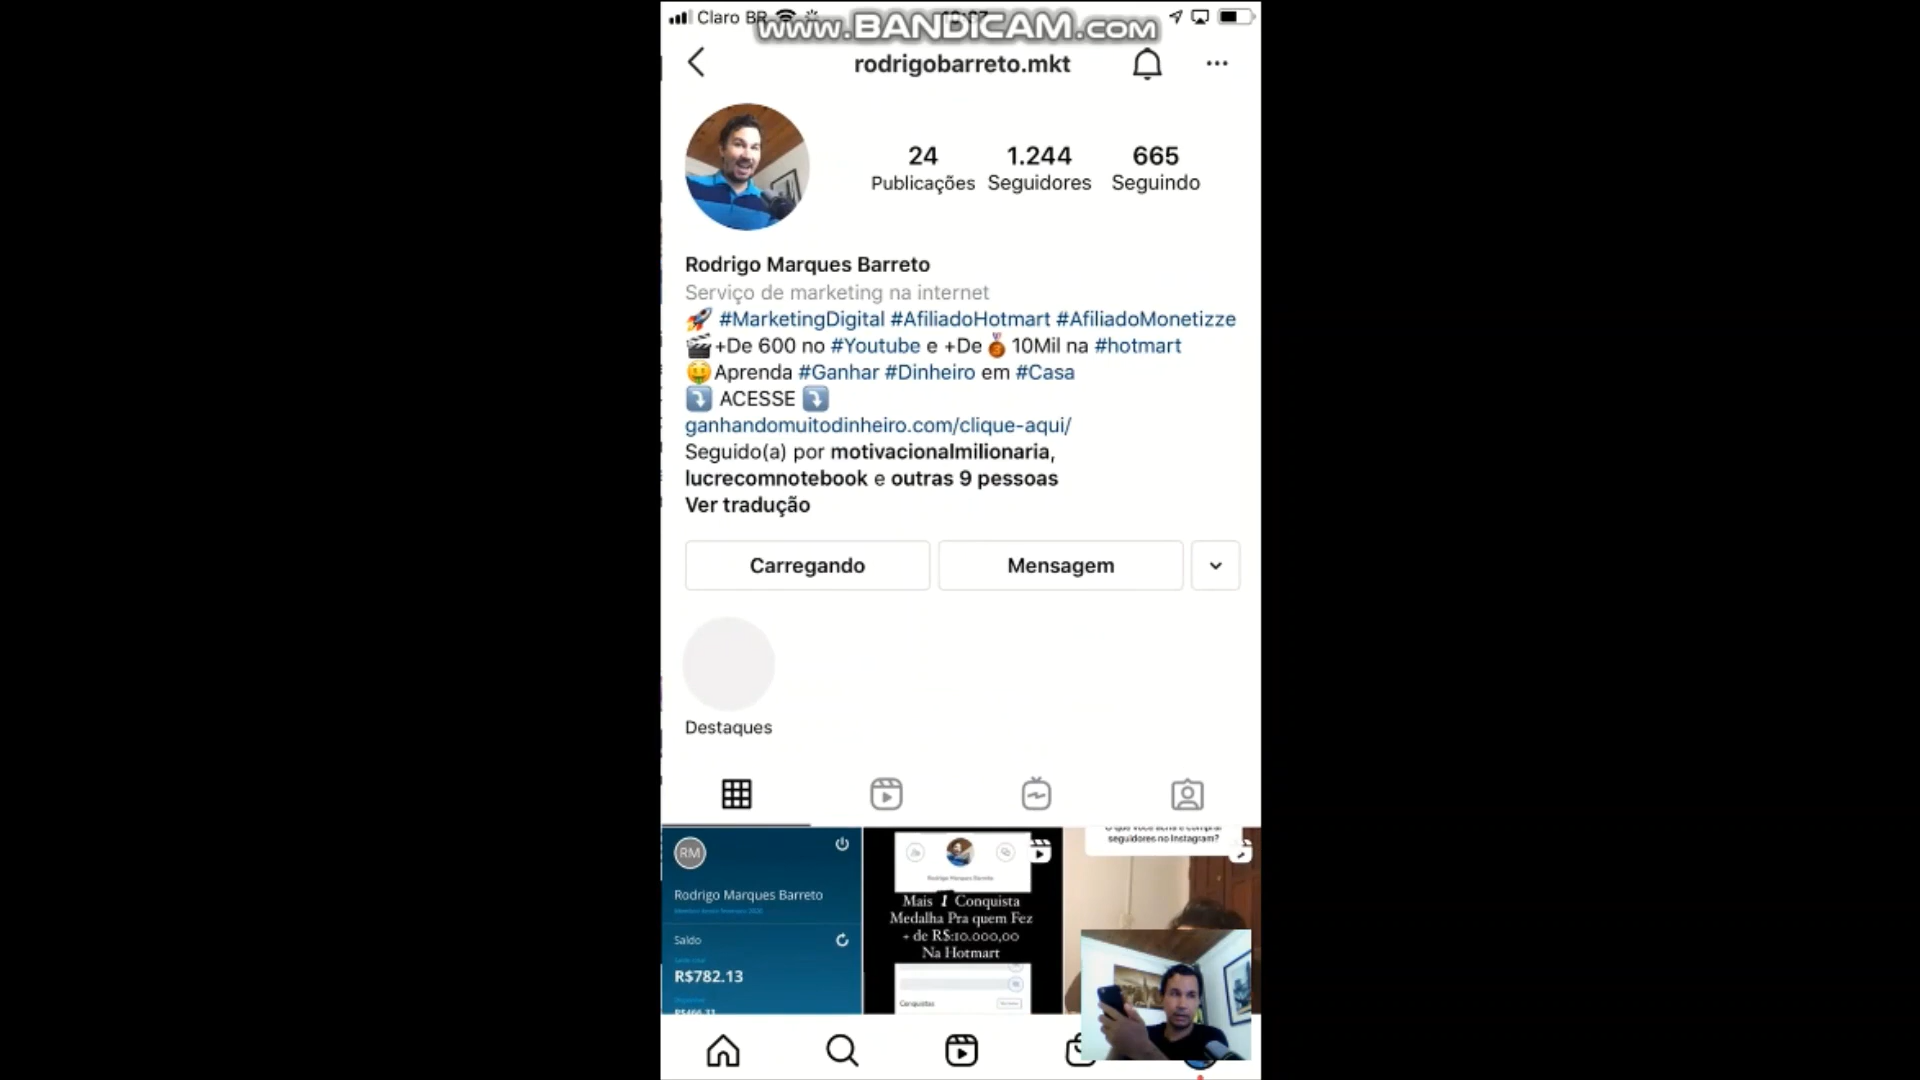 Claro BR
www.BANDICAM.com
rodrigobarreto.mkt
24
1.244
665
Publicações
Seguidores
Seguindo
Rodrigo Marques Barreto
Serviço de marketing na internet
🚀 #MarketingDigital #AfiliadoHotmart #AfiliadoMonetizze
🎬+De 600 no #Youtube e +De🏅10Mil na #hotmart
🤑Aprenda #Ganhar #Dinheiro em #Casa
⤵️ ACESSE ⤵️
ganhandomuitodinheiro.com/clique-aqui/
Seguido(a) por motivacionalmilionaria,
lucrecomnotebook e outras 9 pessoas
Ver tradução
Carregando
Mensagem
Destaques
RM
Rodrigo Marques Barreto
Saldo
R$782.13
Rodrigo Marques Barreto
Mais 1 Conquista
Medalha Pra quem Fez
+ de R$:10.000,00
Na Hotmart
Conquistas
seguidores no Instagram?